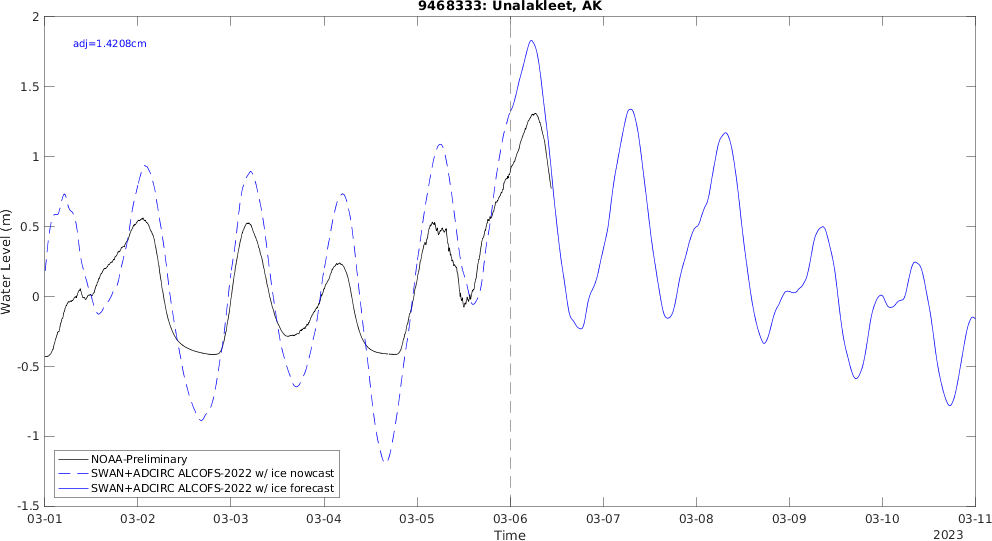 9468333: Unalakleet, AK
adj=1.4208cm
2
1.5
1
0.5
0
-0.5
-1
-1.5
Water Level (m)
NOAA-Preliminary
SWAN+ADCIRC ALCOFS-2022 w/ ice nowcast
SWAN+ADCIRC ALCOFS-2022 w/ ice forecast
03-01 03-02 03-03 03-04 03-05 03-06 03-07 03-08 03-09 03-10 03-11
Time
2023